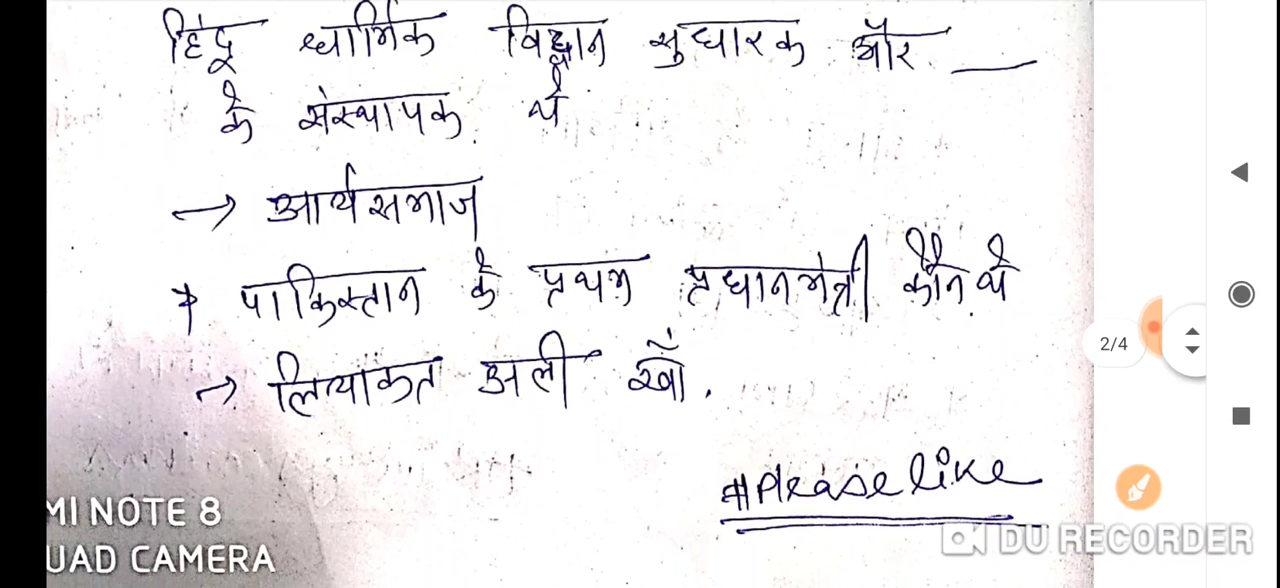 हिंदू धार्मिक विद्वान सुधारक और ___
के संस्थापक थे
→ आर्यसमाज
* पाकिस्तान के प्रथम प्रधानमंत्री कौन थे
→ लियाकत अली खाँ.
#Please like
2/4
MI NOTE 8
UAD CAMERA
DU RECORDER